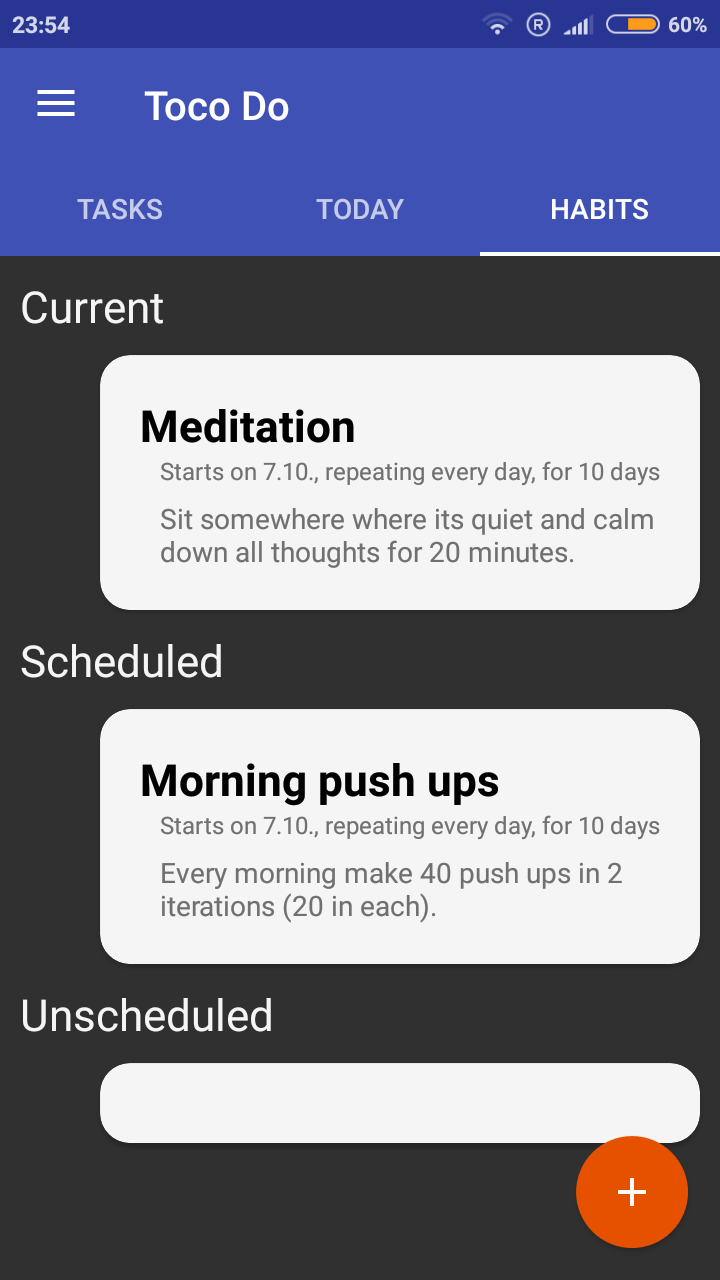 23:54 R 60%
Toco Do
TASKS TODAY HABITS
Current
Meditation
Starts on 7.10., repeating every day, for 10 days
Sit somewhere where its quiet and calm
down all thoughts for 20 minutes.
Scheduled
Morning push ups
Starts on 7.10., repeating every day, for 10 days
Every morning make 40 push ups in 2
iterations (20 in each).
Unscheduled
+